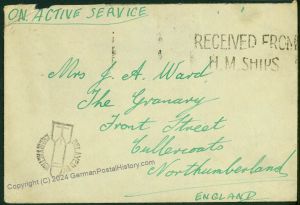 ON ACTIVE SERVICE
RECEIVED FROM
H.M SHIPS
Mrs J. A. Ward,
The Granary
Front Street
Cullercoats
Northumberland
ENGLAND
Copyright (C) 2024 GermanPostalHistory.com